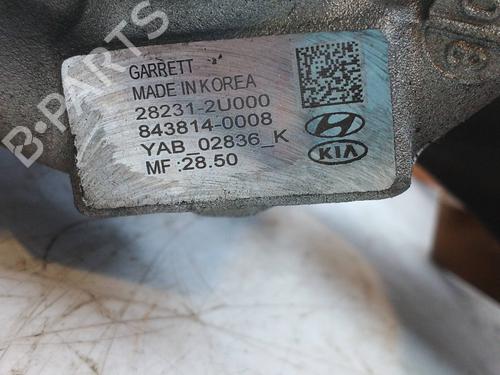 B-PARTS
GARRETT
MADE IN KOREA
28231-2U000
843814-0008
YAB_02836_K
MF :28.50
KIA